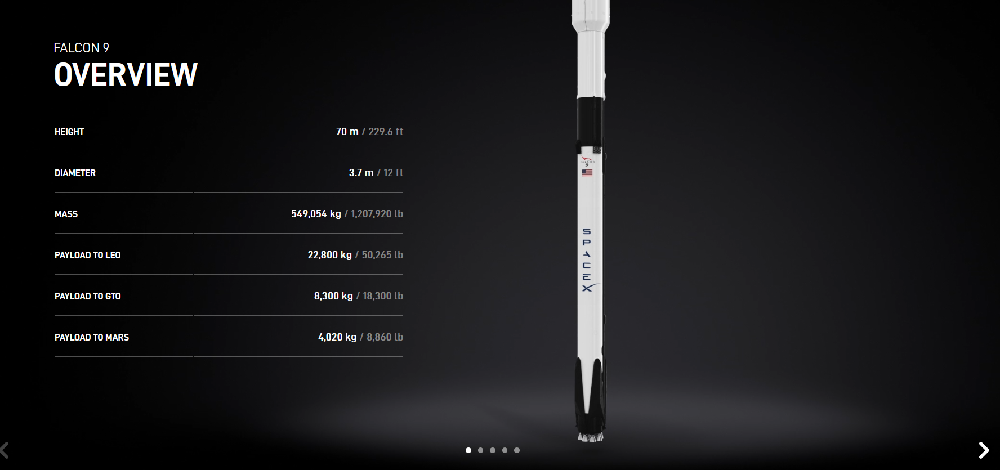 FALCON 9
OVERVIEW
HEIGHT 70 m / 229.6 ft
DIAMETER 3.7 m / 12 ft
MASS 549,054 kg / 1,207,920 lb
PAYLOAD TO LEO 22,800 kg / 50,265 lb
PAYLOAD TO GTO 8,300 kg / 18,300 lb
PAYLOAD TO MARS 4,020 kg / 8,860 lb
FALCON
9
SPACEX